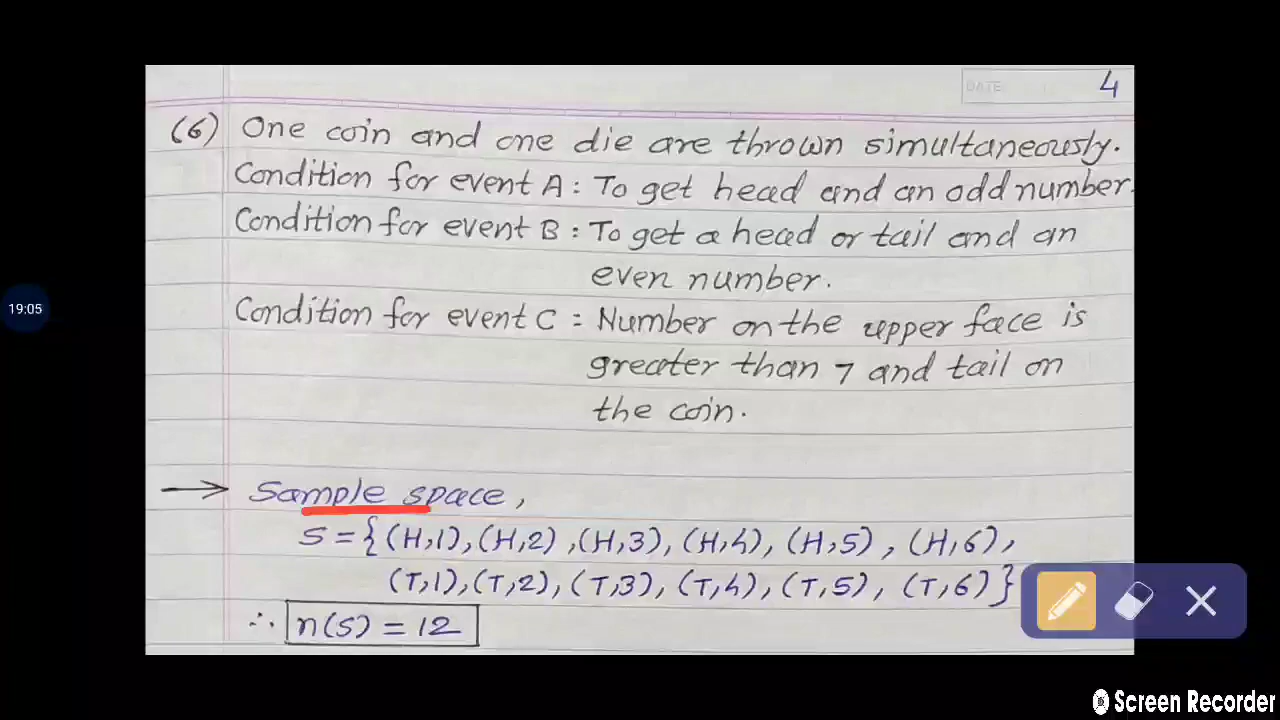 DATE: 4
(6) One coin and one die are thrown simultaneously.
Condition for event A : To get head and an odd number.
Condition for event B : To get a head or tail and an
even number.
Condition for event C = Number on the upper face is
greater than 7 and tail on
the coin.
19:05
→ Sample space,
S = {(H,1),(H,2),(H,3),(H,4),(H,5),(H,6),
(T,1),(T,2),(T,3),(T,4),(T,5),(T,6)}
∴ n(S) = 12
Screen Recorder